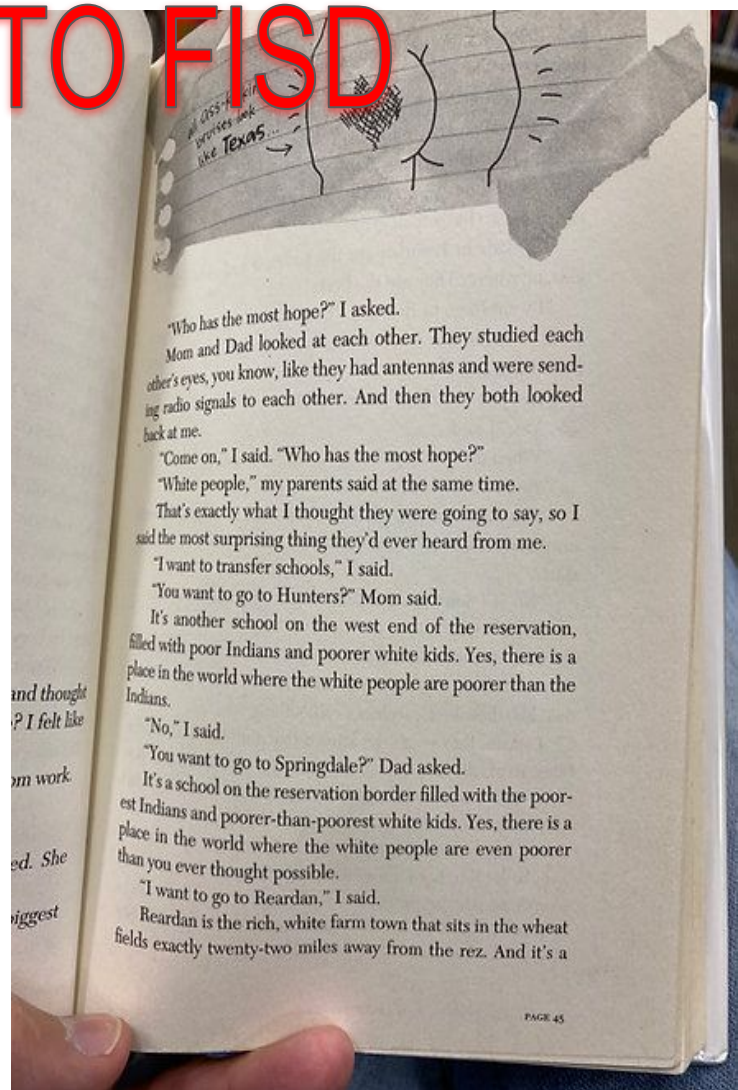 TO FISD
like Texas...
"Who has the most hope?" I asked.
Mom and Dad looked at each other. They studied each
other's eyes, you know, like they had antennas and were send-
ing radio signals to each other. And then they both looked
back at me.
"Come on," I said. "Who has the most hope?"
"White people," my parents said at the same time.
That's exactly what I thought they were going to say, so I
said the most surprising thing they'd ever heard from me.
"I want to transfer schools," I said.
"You want to go to Hunters?" Mom said.
It's another school on the west end of the reservation,
filled with poor Indians and poorer white kids. Yes, there is a
place in the world where the white people are poorer than the
Indians.
"No," I said.
"You want to go to Springdale?" Dad asked.
It's a school on the reservation border filled with the poor-
est Indians and poorer-than-poorest white kids. Yes, there is a
place in the world where the white people are even poorer
than you ever thought possible.
"I want to go to Reardan," I said.
Reardan is the rich, white farm town that sits in the wheat
fields exactly twenty-two miles away from the rez. And it's a
PAGE 45
and thought
? I felt like
om work
ed. She
iggest